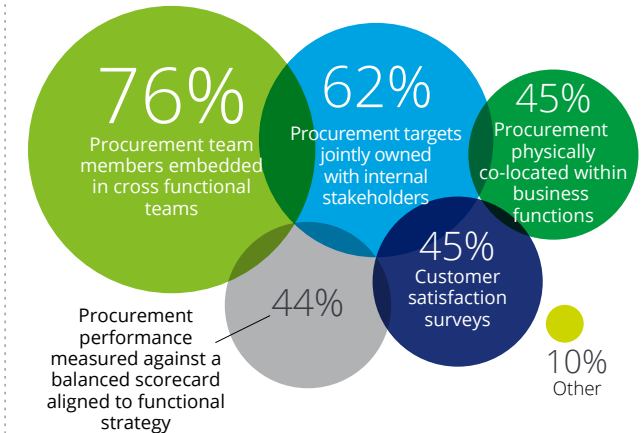 76%
Procurement team
members embedded
in cross functional
teams
62%
Procurement targets
jointly owned
with internal
stakeholders
45%
Procurement
physically
co-located within
business
functions
44%
Procurement
performance
measured against a
balanced scorecard
aligned to functional
strategy
45%
Customer
satisfaction
surveys
10%
Other